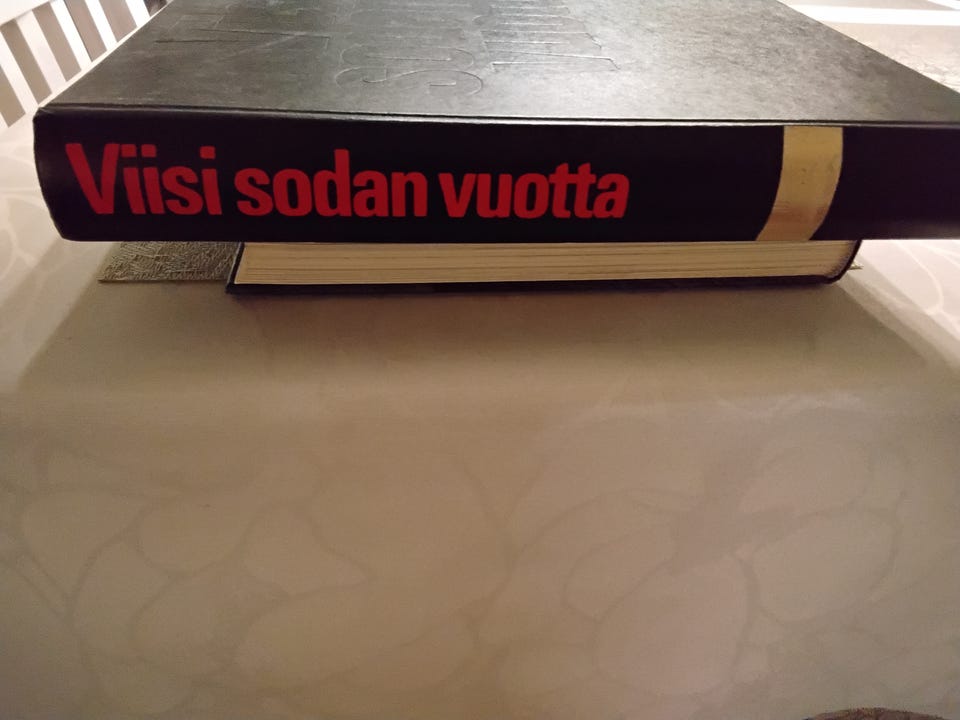 Viisi sodan vuotta